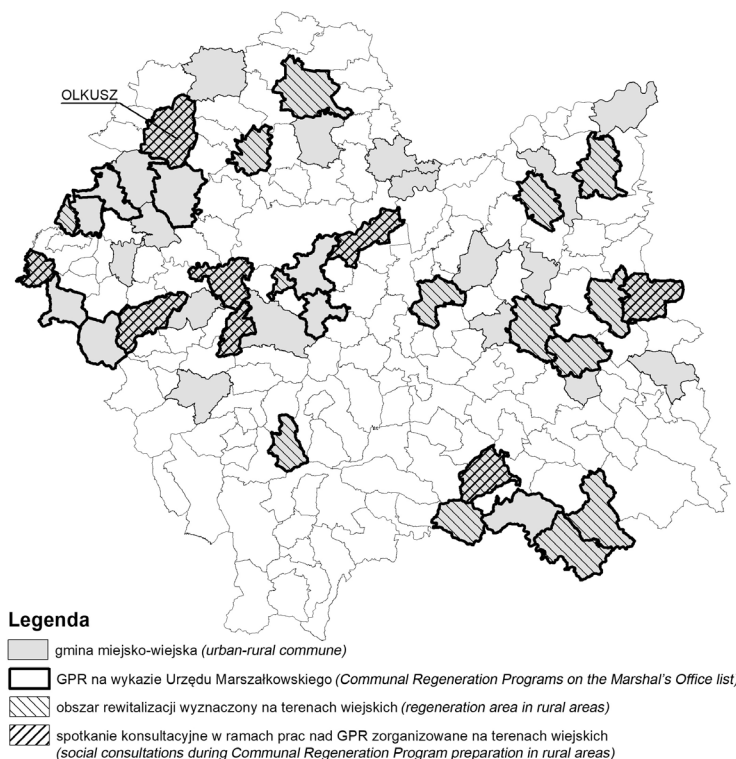 OLKUSZ
Legenda
gmina miejsko-wiejska (urban-rural commune)
GPR na wykazie Urzędu Marszałkowskiego (Communal Regeneration Programs on the Marshal's Office list)
obszar rewitalizacji wyznaczony na terenach wiejskich (regeneration area in rural areas)
spotkanie konsultacyjne w ramach prac nad GPR zorganizowane na terenach wiejskich
(social consultations during Communal Regeneration Program preparation in rural areas)